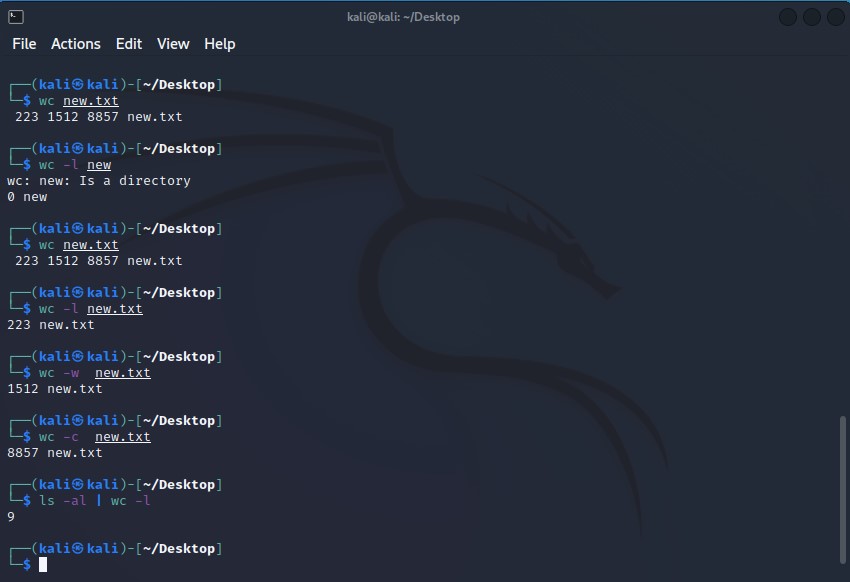 kali@kali: ~/Desktop
File Actions Edit View Help
┌──(kali㉿kali)-[~/Desktop]
└─$ wc new.txt
 223 1512 8857 new.txt
┌──(kali㉿kali)-[~/Desktop]
└─$ wc -l new
wc: new: Is a directory
0 new
┌──(kali㉿kali)-[~/Desktop]
└─$ wc new.txt
 223 1512 8857 new.txt
┌──(kali㉿kali)-[~/Desktop]
└─$ wc -l new.txt
223 new.txt
┌──(kali㉿kali)-[~/Desktop]
└─$ wc -w  new.txt
1512 new.txt
┌──(kali㉿kali)-[~/Desktop]
└─$ wc -c  new.txt
8857 new.txt
┌──(kali㉿kali)-[~/Desktop]
└─$ ls -al | wc -l
9
┌──(kali㉿kali)-[~/Desktop]
└─$